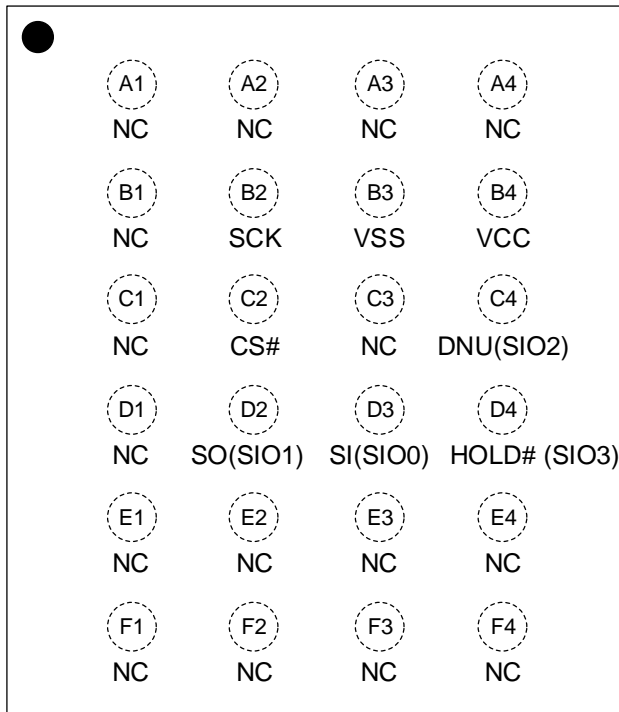 A1 A2 A3 A4
NC NC NC NC
B1 B2 B3 B4
NC SCK VSS VCC
C1 C2 C3 C4
NC CS# NC DNU(SIO2)
D1 D2 D3 D4
NC SO(SIO1) SI(SIO0) HOLD# (SIO3)
E1 E2 E3 E4
NC NC NC NC
F1 F2 F3 F4
NC NC NC NC